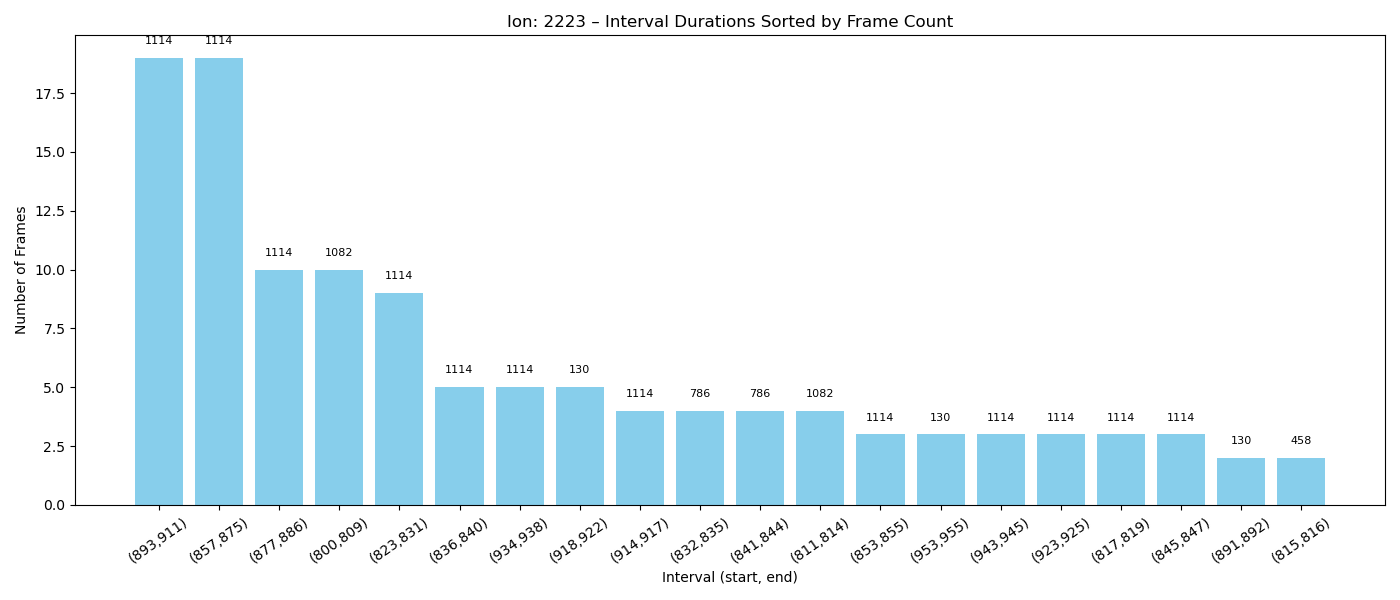 Ion: 2223 – Interval Durations Sorted by Frame Count
1114 1114
1114 1082
1114
1114 1114 130
1114 786 786 1082
1114 130 1114 1114 1114 1114
130 458
Number of Frames
17.5
15.0
12.5
10.0
7.5
5.0
2.5
0.0
(893,911) (857,875) (877,886) (800,809) (823,831) (836,840) (934,938) (918,922) (914,917) (832,835) (841,844) (811,814) (853,855) (953,955) (943,945) (923,925) (817,819) (845,847) (891,892) (815,816)
Interval (start, end)